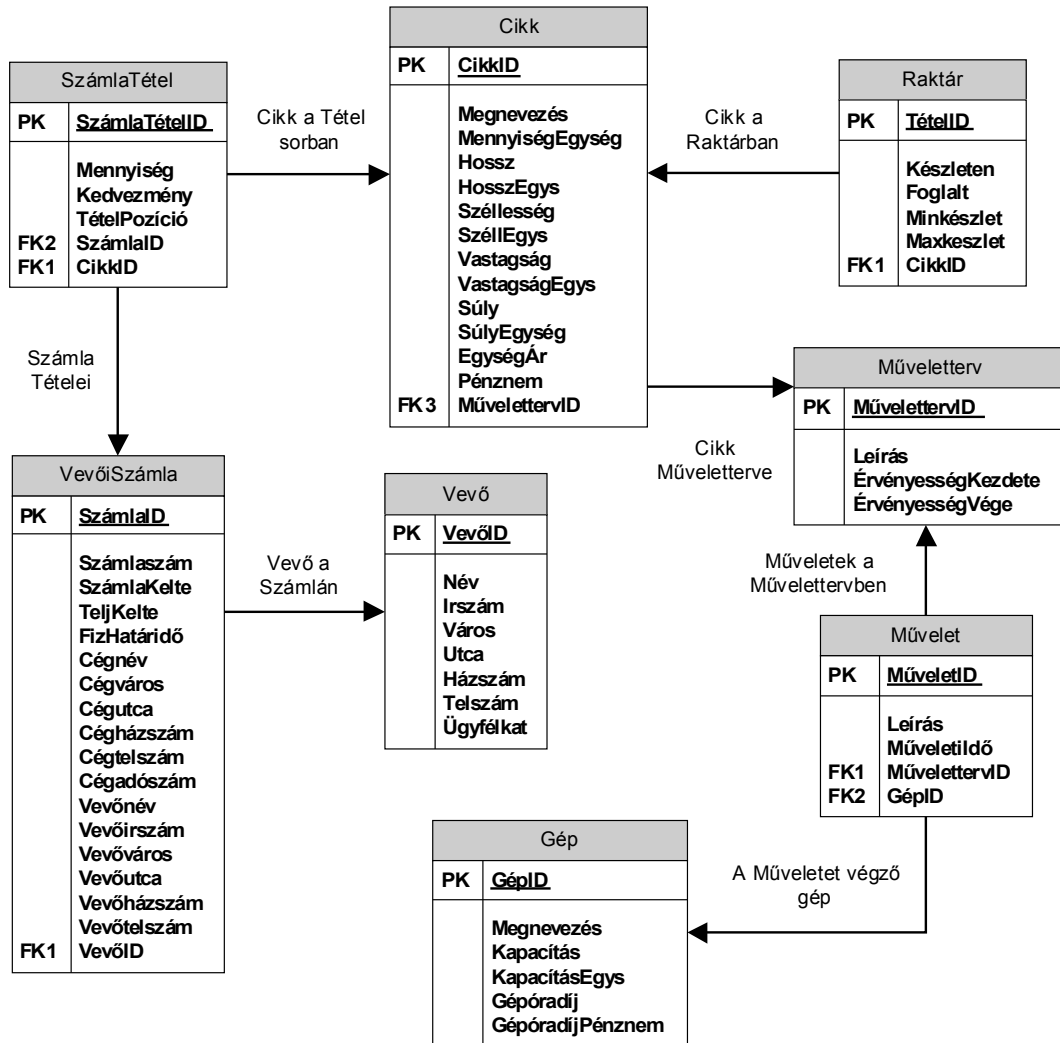 Cikk
PK CikkID
Megnevezés
MennyiségEgység
Hossz
HosszEgys
Széllesség
SzéllEgys
Vastagság
VastagságEgys
Súly
SúlyEgység
EgységÁr
Pénznem
FK3 MűvelettervID
SzámlaTétel
PK SzámlaTételID
Mennyiség
Kedvezmény
TételPozíció
FK2 SzámlaID
FK1 CikkID
Cikk a Tétel
sorban
Cikk a
Raktárban
Raktár
PK TételID
Készleten
Foglalt
Minkészlet
Maxkeszlet
FK1 CikkID
Számla
Tételei
Műveletterv
PK MűvelettervID
Leírás
ÉrvényességKezdete
ÉrvényességVége
Cikk
Műveletterve
VevőiSzámla
PK SzámlaID
Számlaszám
SzámlaKelte
TeljKelte
FizHatáridő
Cégnév
Cégváros
Cégutca
Cégházszám
Cégtelszám
Cégadószám
Vevőnév
Vevőirszám
Vevőváros
Vevőutca
Vevőházszám
Vevőtelszám
FK1 VevőID
Vevő a
Számlán
Vevő
PK VevőID
Név
Irszám
Város
Utca
Házszám
Telszám
Ügyfélkat
Műveletek a
Művelettervben
Művelet
PK MűveletID
Leírás
MűveletiIdő
FK1 MűvelettervID
FK2 GépID
A Műveletet végző
gép
Gép
PK GépID
Megnevezés
Kapacítás
KapacításEgys
Gépóradíj
GépóradíjPénznem